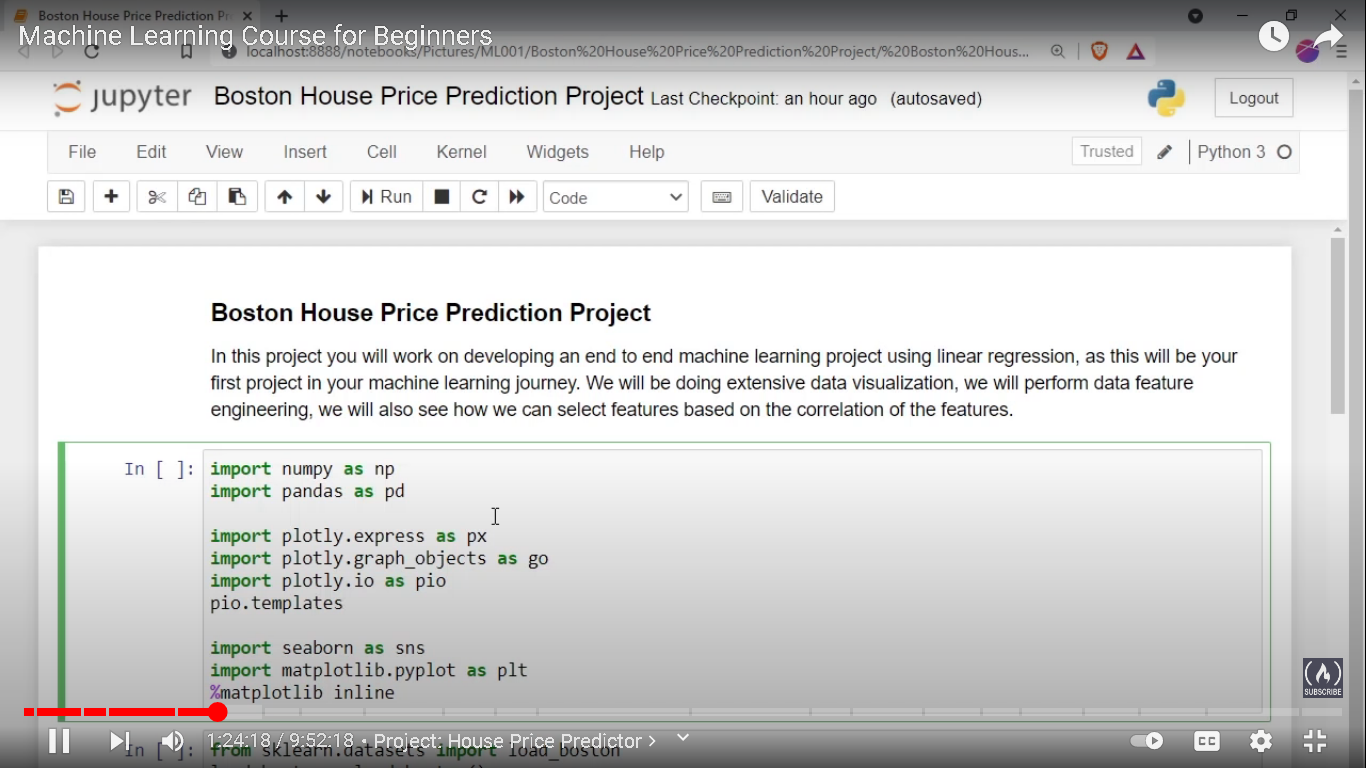 Boston House Price Prediction Pr
Machine Learning Course for Beginners
localhost:8888/notebooks/Pictures/ML001/Boston%20House%20Price%20Prediction%20Project/%20Boston%20Hous...
jupyter Boston House Price Prediction Project Last Checkpoint: an hour ago (autosaved)
Logout
File Edit View Insert Cell Kernel Widgets Help
Trusted Python 3
Run Code Validate
Boston House Price Prediction Project
In this project you will work on developing an end to end machine learning project using linear regression, as this will be your
first project in your machine learning journey. We will be doing extensive data visualization, we will perform data feature
engineering, we will also see how we can select features based on the correlation of the features.
In [ ]: import numpy as np
import pandas as pd
import plotly.express as px
import plotly.graph_objects as go
import plotly.io as pio
pio.templates
import seaborn as sns
import matplotlib.pyplot as plt
%matplotlib inline
SUBSCRIBE
1:24:18 / 9:52:18 • Project: House Price Predictor >
CC
In [ ]: from sklearn.datasets import load_boston